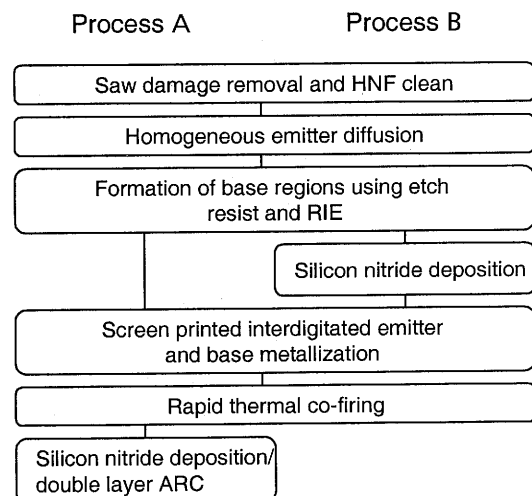 Process A Process B
Saw damage removal and HNF clean
Homogeneous emitter diffusion
Formation of base regions using etch
resist and RIE
Silicon nitride deposition
Screen printed interdigitated emitter
and base metallization
Rapid thermal co-firing
Silicon nitride deposition/
double layer ARC